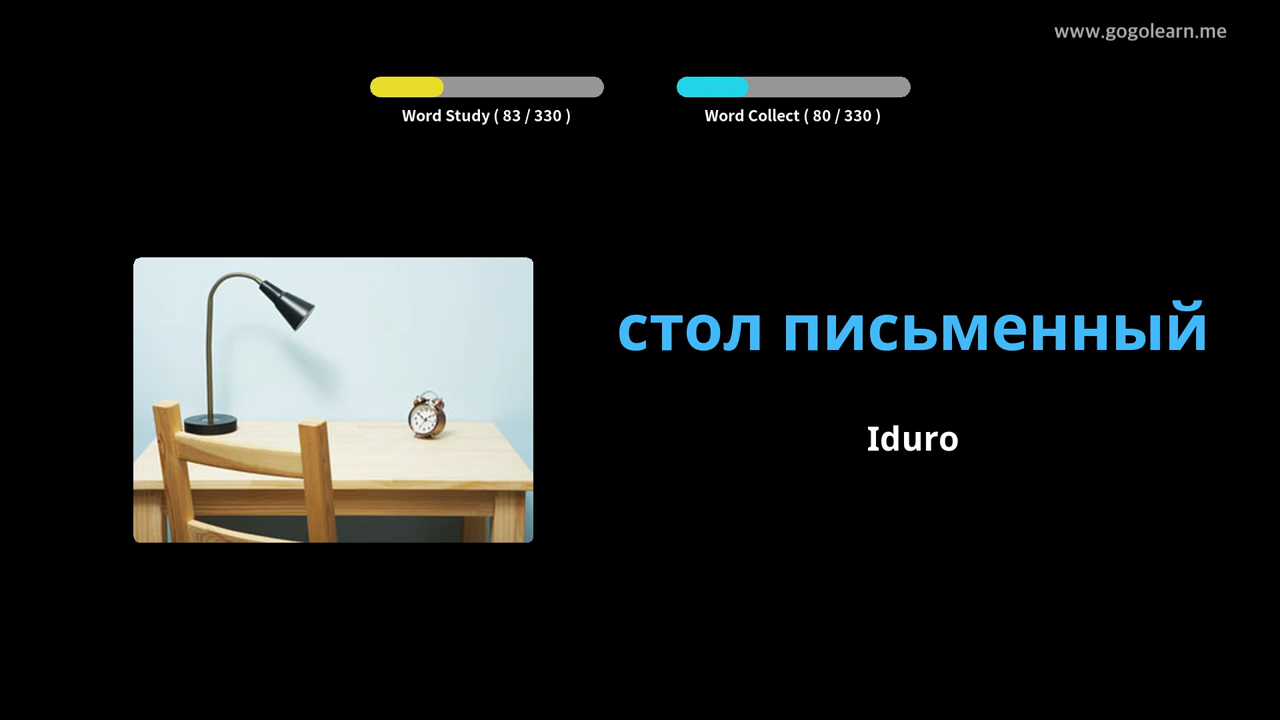 www.gogolearn.me
Word Study ( 83 / 330 )
Word Collect ( 80 / 330 )
стол письменный
Iduro